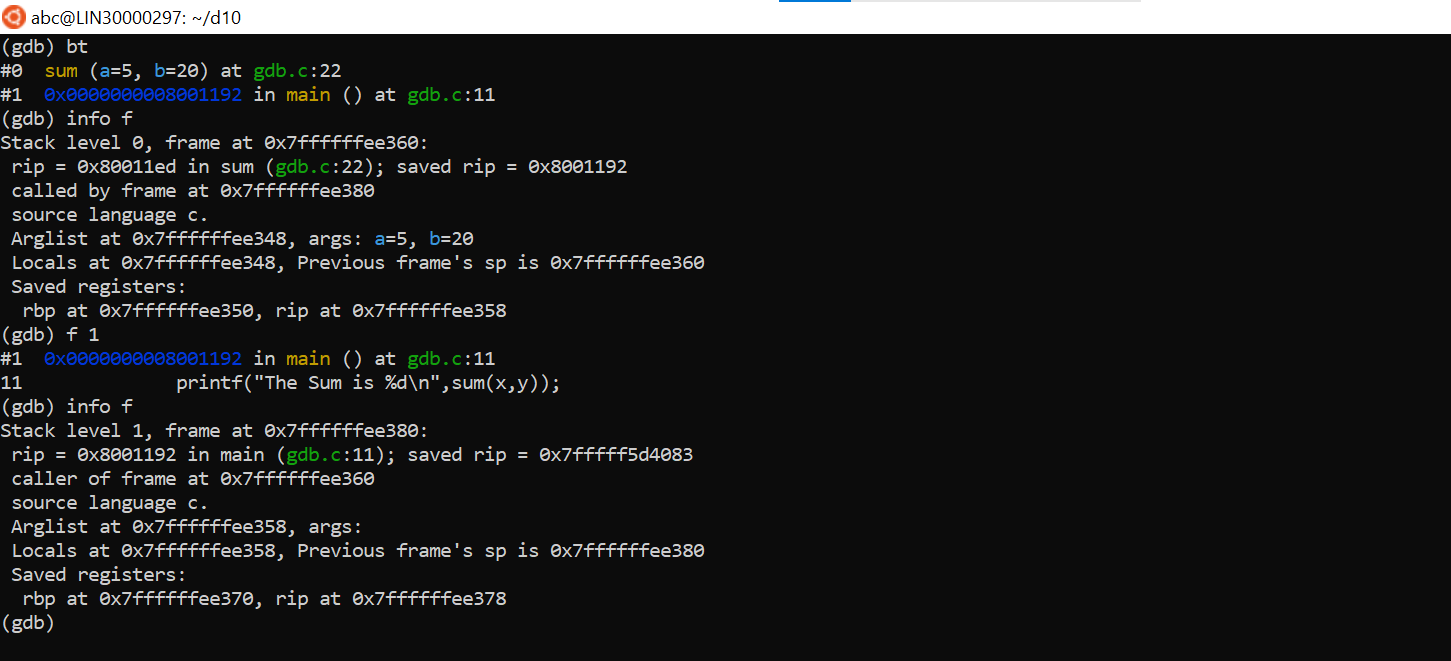 abc@LIN30000297: ~/d10
(gdb) bt
#0  sum (a=5, b=20) at gdb.c:22
#1  0x0000000008001192 in main () at gdb.c:11
(gdb) info f
Stack level 0, frame at 0x7ffffffee360:
 rip = 0x80011ed in sum (gdb.c:22); saved rip = 0x8001192
 called by frame at 0x7ffffffee380
 source language c.
 Arglist at 0x7ffffffee348, args: a=5, b=20
 Locals at 0x7ffffffee348, Previous frame's sp is 0x7ffffffee360
 Saved registers:
  rbp at 0x7ffffffee350, rip at 0x7ffffffee358
(gdb) f 1
#1  0x0000000008001192 in main () at gdb.c:11
11              printf("The Sum is %d\n",sum(x,y));
(gdb) info f
Stack level 1, frame at 0x7ffffffee380:
 rip = 0x8001192 in main (gdb.c:11); saved rip = 0x7fffff5d4083
 caller of frame at 0x7ffffffee360
 source language c.
 Arglist at 0x7ffffffee358, args:
 Locals at 0x7ffffffee358, Previous frame's sp is 0x7ffffffee380
 Saved registers:
  rbp at 0x7ffffffee370, rip at 0x7ffffffee378
(gdb)